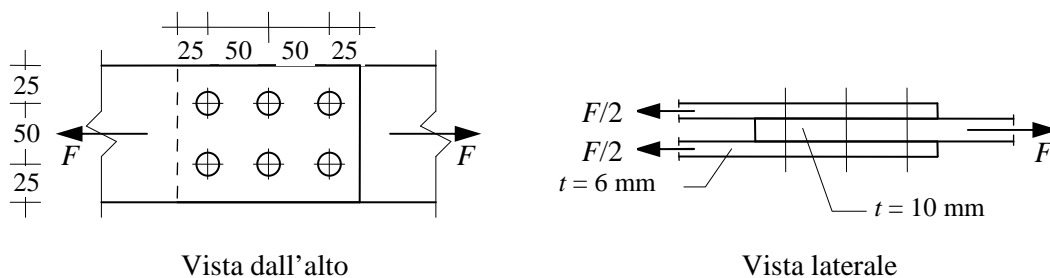 25 50 50 25
25
50
25
F
F
F/2
F/2
F
t = 6 mm
t = 10 mm
Vista dall’alto
Vista laterale